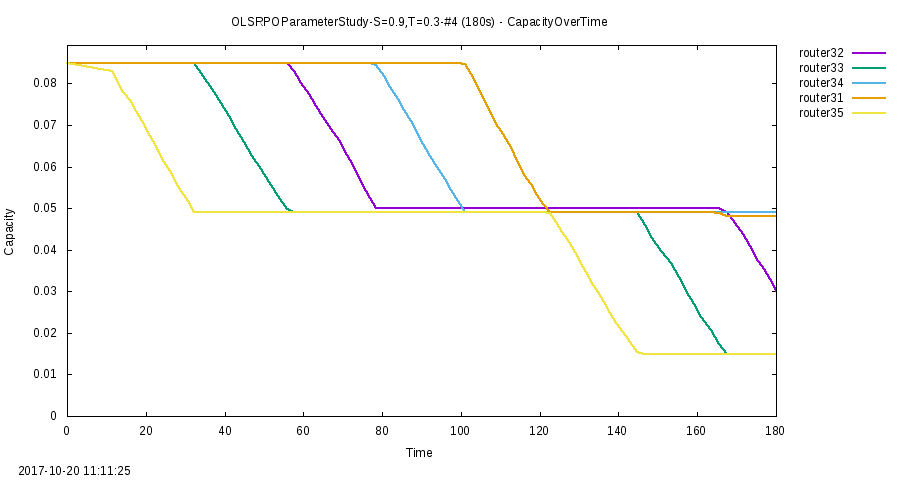 OLSRPOParameterStudy-S=0.9,T=0.3-#4 (180s) - CapacityOverTime
router32
router33
router34
router31
router35
0.08
0.07
0.06
0.05
0.04
0.03
0.02
0.01
0
Capacity
0 20 40 60 80 100 120 140 160 180
Time
2017-10-20 11:11:25